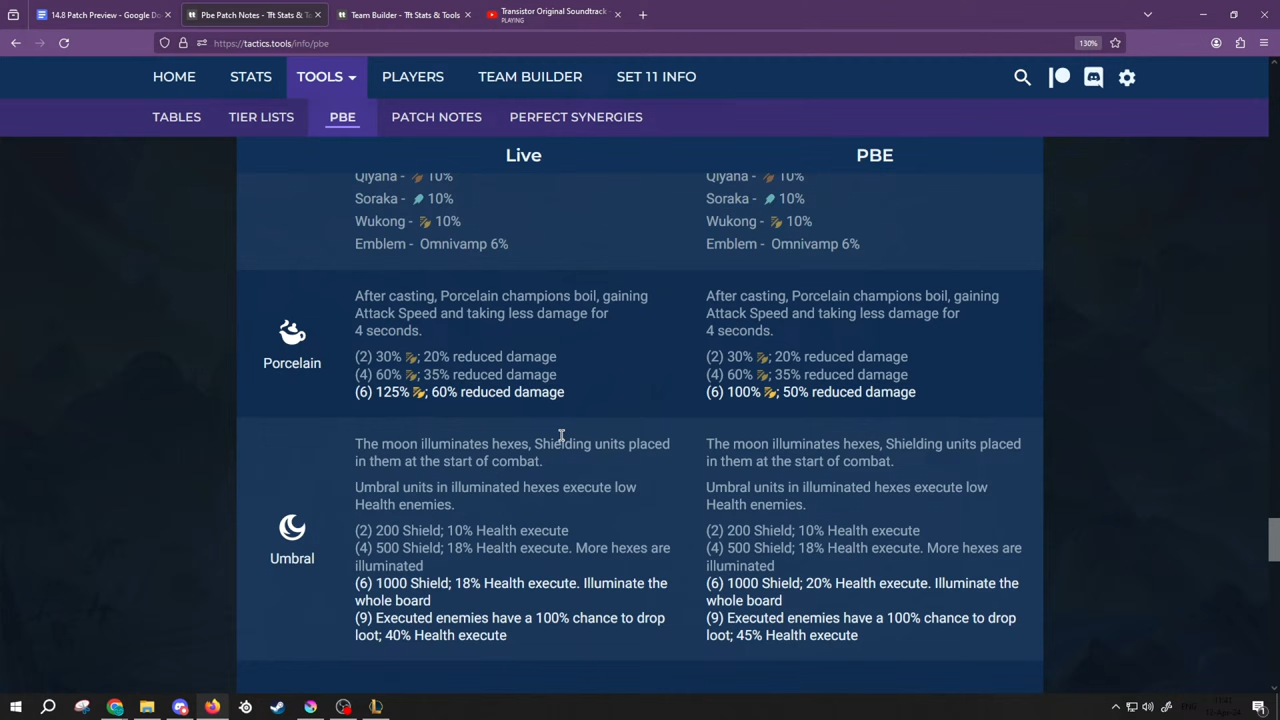 14.8 Patch Preview - Google Do
Pbe Patch Notes - Tft Stats & T
Team Builder - Tft Stats & Tools
Transistor Original Soundtrack
PLAYING
https://tactics.tools/info/pbe
130%
HOME
STATS
TOOLS
PLAYERS
TEAM BUILDER
SET 11 INFO
TABLES
TIER LISTS
PBE
PATCH NOTES
PERFECT SYNERGIES
Live
PBE
Qiyana - 10%
Soraka - 10%
Wukong - 10%
Emblem - Omnivamp 6%
Qiyana - 10%
Soraka - 10%
Wukong - 10%
Emblem - Omnivamp 6%
Porcelain
After casting, Porcelain champions boil, gaining
Attack Speed and taking less damage for
4 seconds.
(2) 30% ; 20% reduced damage
(4) 60% ; 35% reduced damage
(6) 125% ; 60% reduced damage
After casting, Porcelain champions boil, gaining
Attack Speed and taking less damage for
4 seconds.
(2) 30% ; 20% reduced damage
(4) 60% ; 35% reduced damage
(6) 100% ; 50% reduced damage
Umbral
The moon illuminates hexes, Shielding units placed
in them at the start of combat.
Umbral units in illuminated hexes execute low
Health enemies.
(2) 200 Shield; 10% Health execute
(4) 500 Shield; 18% Health execute. More hexes are
illuminated
(6) 1000 Shield; 18% Health execute. Illuminate the
whole board
(9) Executed enemies have a 100% chance to drop
loot; 40% Health execute
The moon illuminates hexes, Shielding units placed
in them at the start of combat.
Umbral units in illuminated hexes execute low
Health enemies.
(2) 200 Shield; 10% Health execute
(4) 500 Shield; 18% Health execute. More hexes are
illuminated
(6) 1000 Shield; 20% Health execute. Illuminate the
whole board
(9) Executed enemies have a 100% chance to drop
loot; 45% Health execute